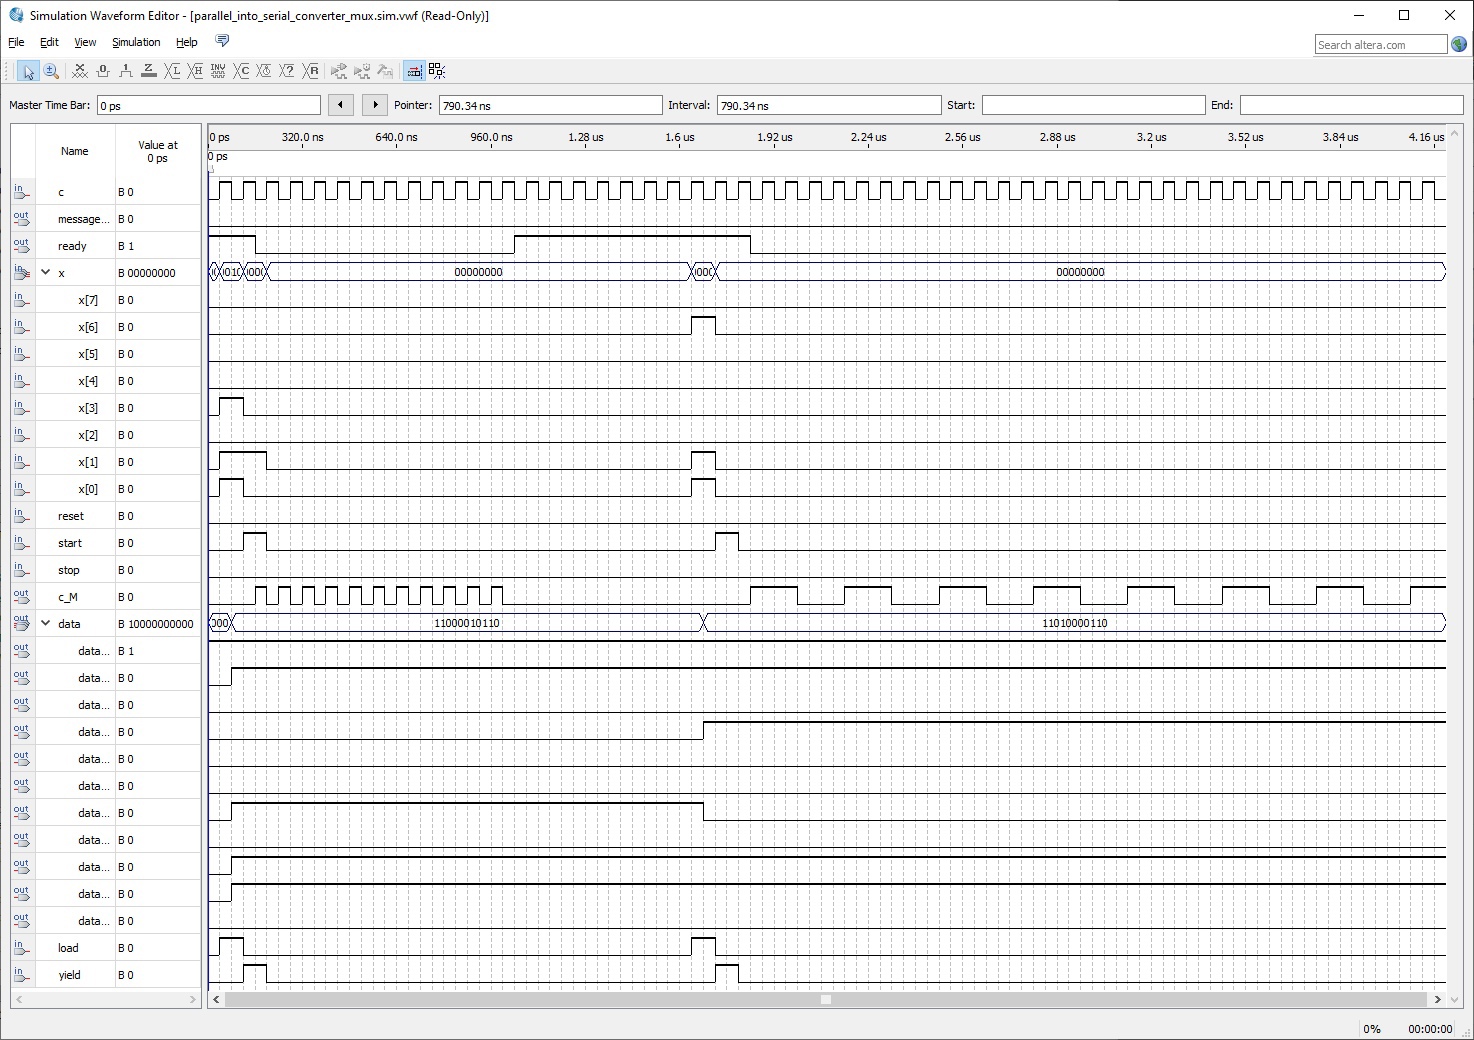 Simulation Waveform Editor - [parallel_into_serial_converter_mux.sim.vwf (Read-Only)]
File Edit View Simulation Help
Search altera.com
Master Time Bar: 0 ps Pointer: 790.34 ns Interval: 790.34 ns Start: End:
Name Value at 0 ps
0 ps 320.0 ns 640.0 ns 960.0 ns 1.28 us 1.6 us 1.92 us 2.24 us 2.56 us 2.88 us 3.2 us 3.52 us 3.84 us 4.16 us
0 ps
in c B 0
out message... B 0
out ready B 1
in x B 00000000 00000000 00000000
in x[7] B 0
in x[6] B 0
in x[5] B 0
in x[4] B 0
in x[3] B 0
in x[2] B 0
in x[1] B 0
in x[0] B 0
in reset B 0
in start B 0
in stop B 0
out c_M B 0
out data B 10000000000 11000010110 11010000110
out data... B 1
out data... B 0
out data... B 0
out data... B 0
out data... B 0
out data... B 0
out data... B 0
out data... B 0
out data... B 0
out data... B 0
out data... B 0
in load B 0
in yield B 0
0% 00:00:00